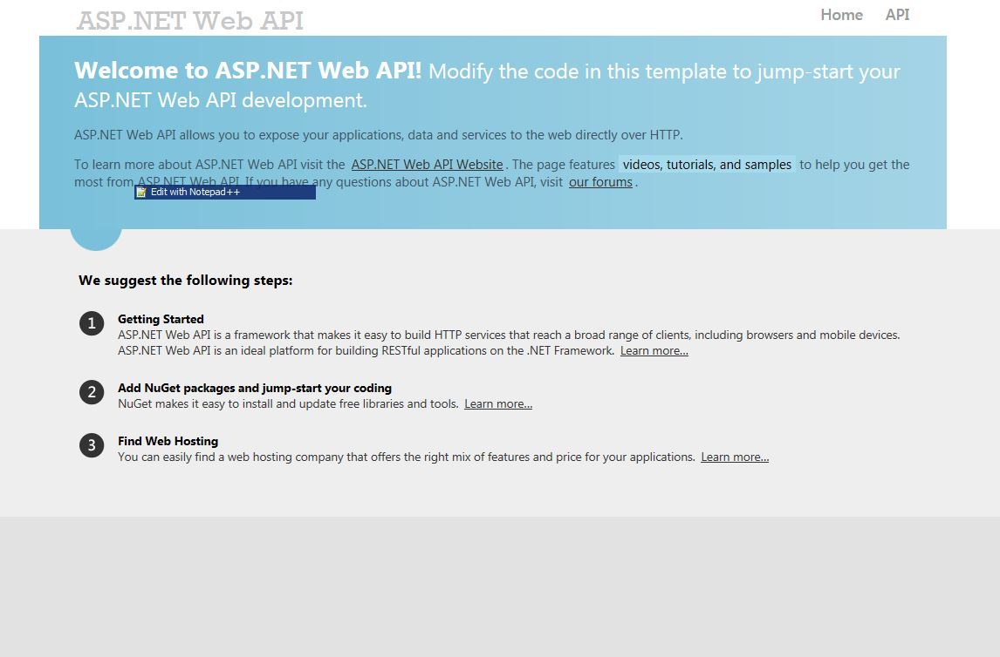 ASP.NET Web API
Home API
Welcome to ASP.NET Web API! Modify the code in this template to jump-start your
ASP.NET Web API development.
ASP.NET Web API allows you to expose your applications, data and services to the web directly over HTTP.
To learn more about ASP.NET Web API visit the ASP.NET Web API Website. The page features videos, tutorials, and samples to help you get the
most from ASP.NET Web API. If you have any questions about ASP.NET Web API, visit our forums.
Edit with Notepad++
We suggest the following steps:
1 Getting Started
ASP.NET Web API is a framework that makes it easy to build HTTP services that reach a broad range of clients, including browsers and mobile devices.
ASP.NET Web API is an ideal platform for building RESTful applications on the .NET Framework. Learn more...
2 Add NuGet packages and jump-start your coding
NuGet makes it easy to install and update free libraries and tools. Learn more...
3 Find Web Hosting
You can easily find a web hosting company that offers the right mix of features and price for your applications. Learn more...